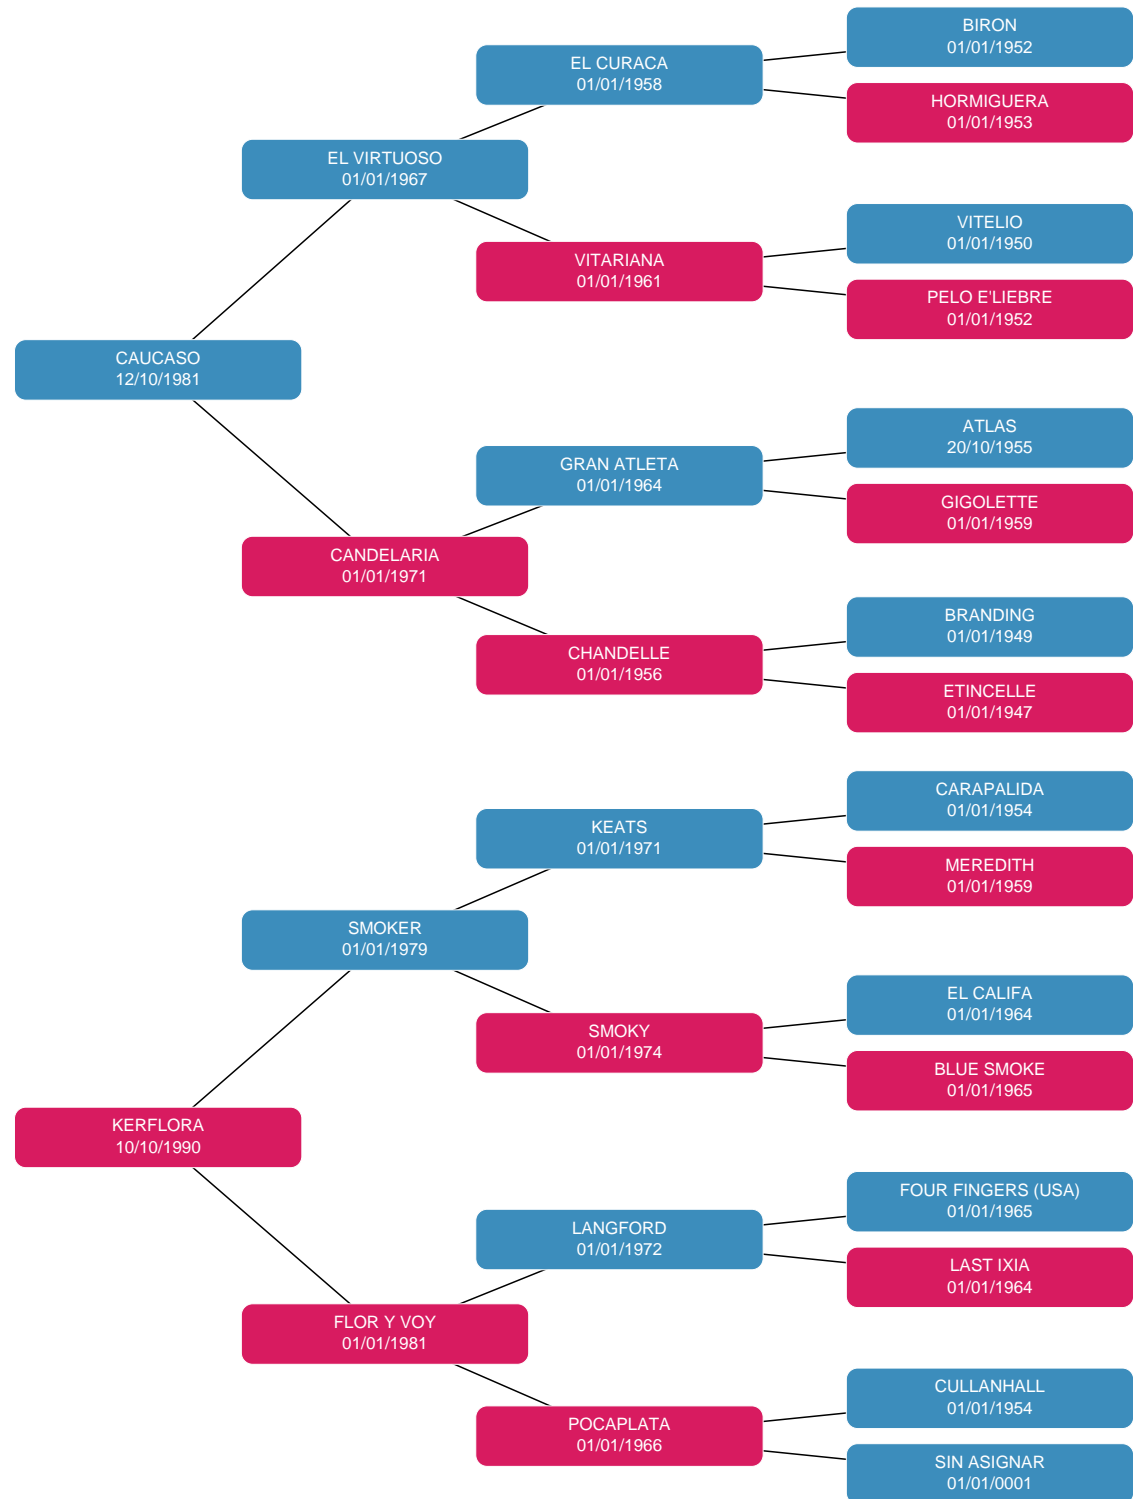 BIRON
01/01/1952
EL CURACA
01/01/1958
HORMIGUERA
01/01/1953
EL VIRTUOSO
01/01/1967
VITELIO
01/01/1950
VITARIANA
01/01/1961
PELO E'LIEBRE
01/01/1952
CAUCASO
12/10/1981
ATLAS
20/10/1955
GRAN ATLETA
01/01/1964
GIGOLETTE
01/01/1959
CANDELARIA
01/01/1971
BRANDING
01/01/1949
CHANDELLE
01/01/1956
ETINCELLE
01/01/1947
CARAPALIDA
01/01/1954
KEATS
01/01/1971
MEREDITH
01/01/1959
SMOKER
01/01/1979
EL CALIFA
01/01/1964
SMOKY
01/01/1974
BLUE SMOKE
01/01/1965
KERFLORA
10/10/1990
FOUR FINGERS (USA)
01/01/1965
LANGFORD
01/01/1972
LAST IXIA
01/01/1964
FLOR Y VOY
01/01/1981
CULLANHALL
01/01/1954
POCAPLATA
01/01/1966
SIN ASIGNAR
01/01/0001